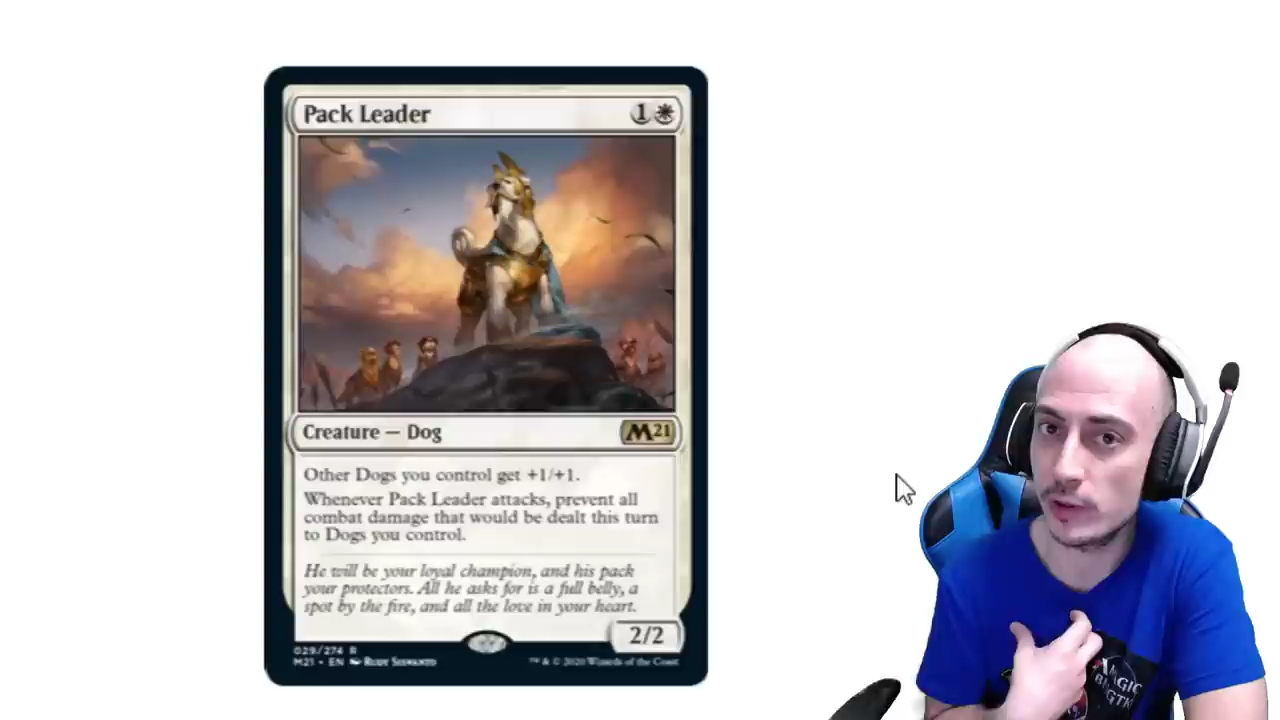 Pack Leader 1
Creature — Dog M21
Other Dogs you control get +1/+1.
Whenever Pack Leader attacks, prevent all
combat damage that would be dealt this turn
to Dogs you control.
He will be your loyal champion, and his pack
your protectors. All he asks for is a full belly, a
spot by the fire, and all the love in your heart.
2/2
029/274 R
M21 • EN Rudy Siswanto
™ & © 2020 Wizards of the Coast
MAGIC